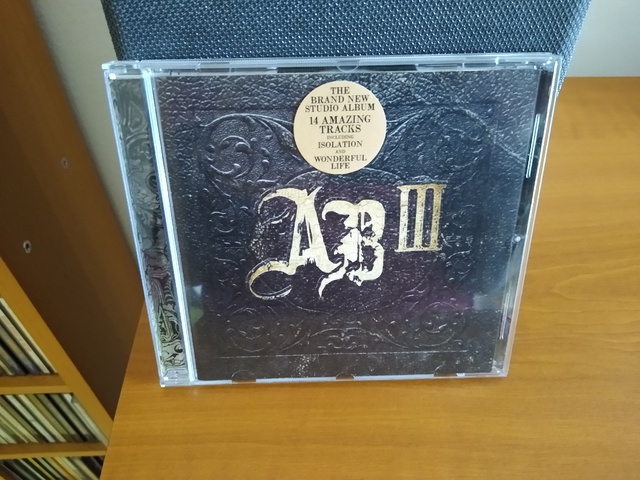 THE
BRAND NEW
STUDIO ALBUM
14 AMAZING
TRACKS
INCLUDING
ISOLATION
AND
WONDERFUL
LIFE
AB III